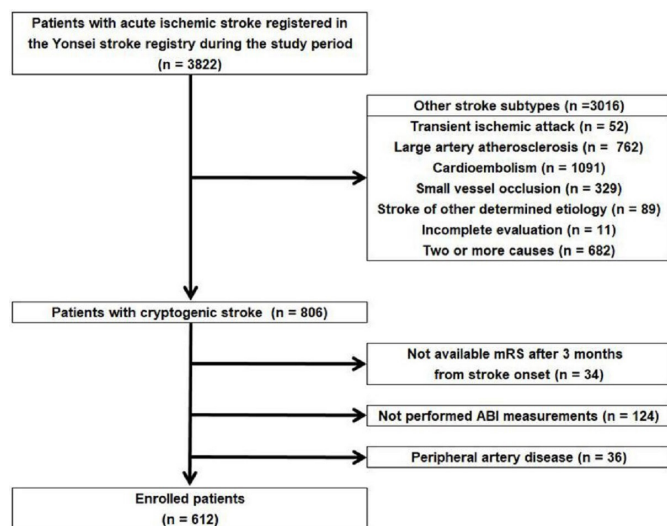 Patients with acute ischemic stroke registered in
the Yonsei stroke registry during the study period
(n = 3822)
Other stroke subtypes (n =3016)
Transient ischemic attack (n = 52)
Large artery atherosclerosis (n = 762)
Cardioembolism (n = 1091)
Small vessel occlusion (n = 329)
Stroke of other determined etiology (n = 89)
Incomplete evaluation (n = 11)
Two or more causes (n = 682)
Patients with cryptogenic stroke (n = 806)
Not available mRS after 3 months
from stroke onset (n = 34)
Not performed ABI measurements (n = 124)
Peripheral artery disease (n = 36)
Enrolled patients
(n = 612)